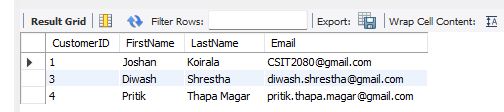 Result Grid Filter Rows: Export: Wrap Cell Content: IA
CustomerID FirstName LastName Email
1 Joshan Koirala CSIT2080@gmail.com
3 Diwash Shrestha diwash.shrestha@gmail.com
4 Pritik Thapa Magar pritik.thapa.magar@gmail.com